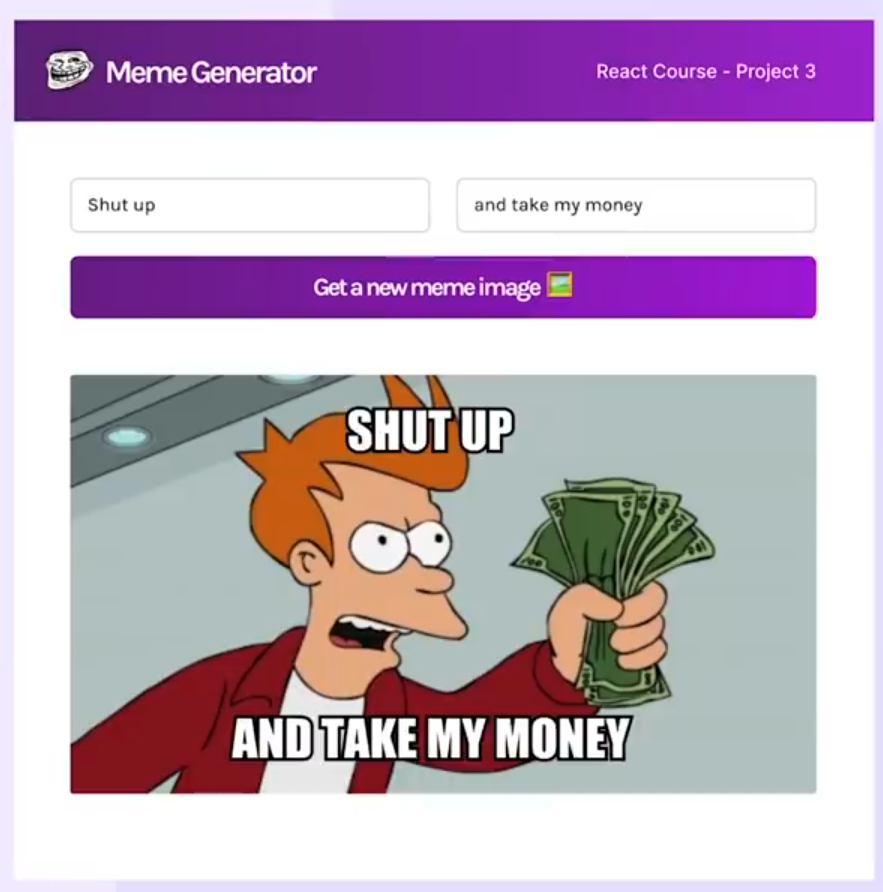 Meme Generator
React Course - Project 3
Shut up
and take my money
Get a new meme image
SHUT UP
AND TAKE MY MONEY